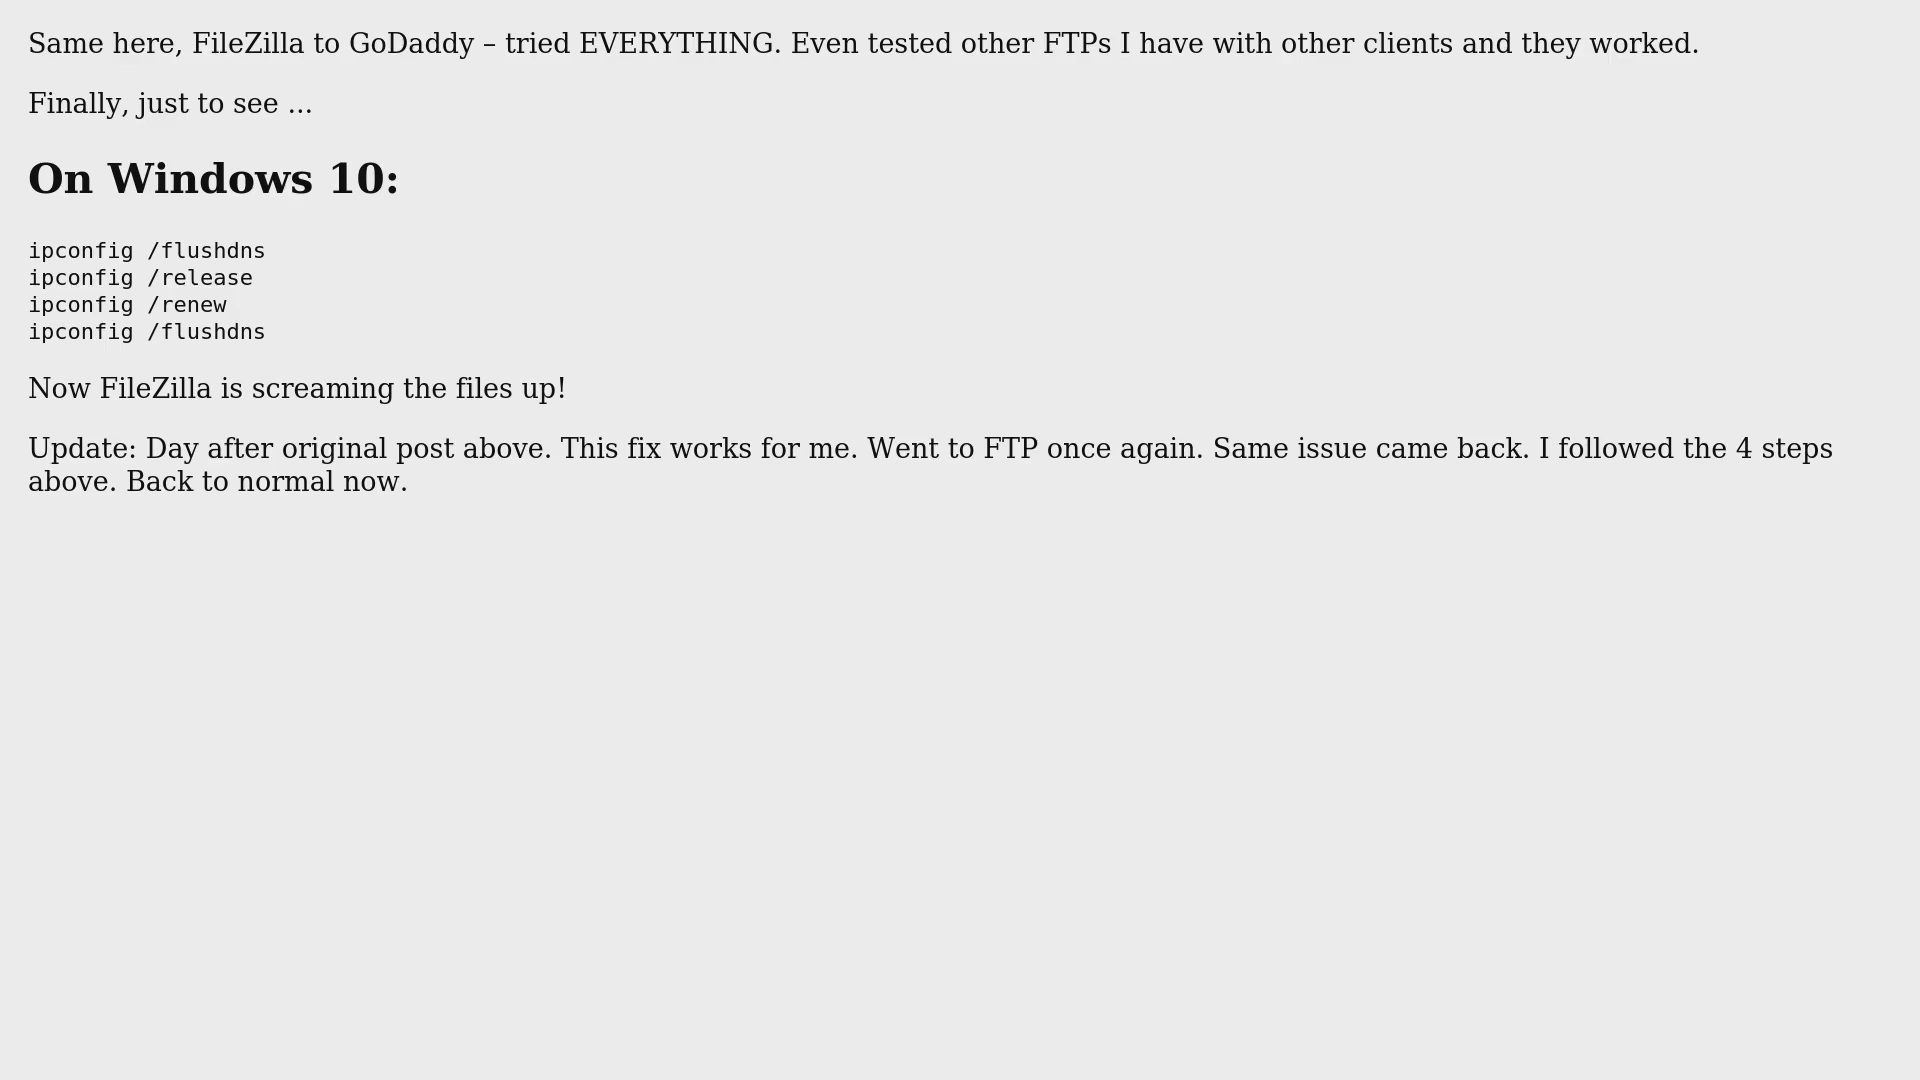 Same here, FileZilla to GoDaddy – tried EVERYTHING. Even tested other FTPs I have with other clients and they worked.
Finally, just to see ...
On Windows 10:
ipconfig /flushdns
ipconfig /release
ipconfig /renew
ipconfig /flushdns
Now FileZilla is screaming the files up!
Update: Day after original post above. This fix works for me. Went to FTP once again. Same issue came back. I followed the 4 steps
above. Back to normal now.